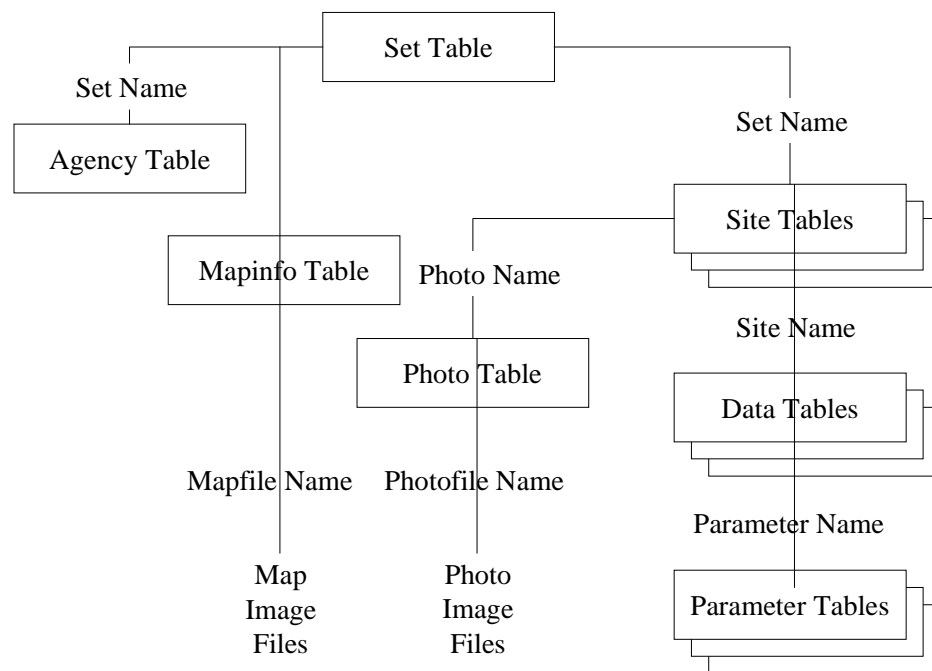 Set Table
Set Name
Agency Table
Set Name
Site Tables
Mapinfo Table
Photo Name
Site Name
Photo Table
Data Tables
Mapfile Name
Photofile Name
Parameter Name
Map
Image
Files
Photo
Image
Files
Parameter Tables